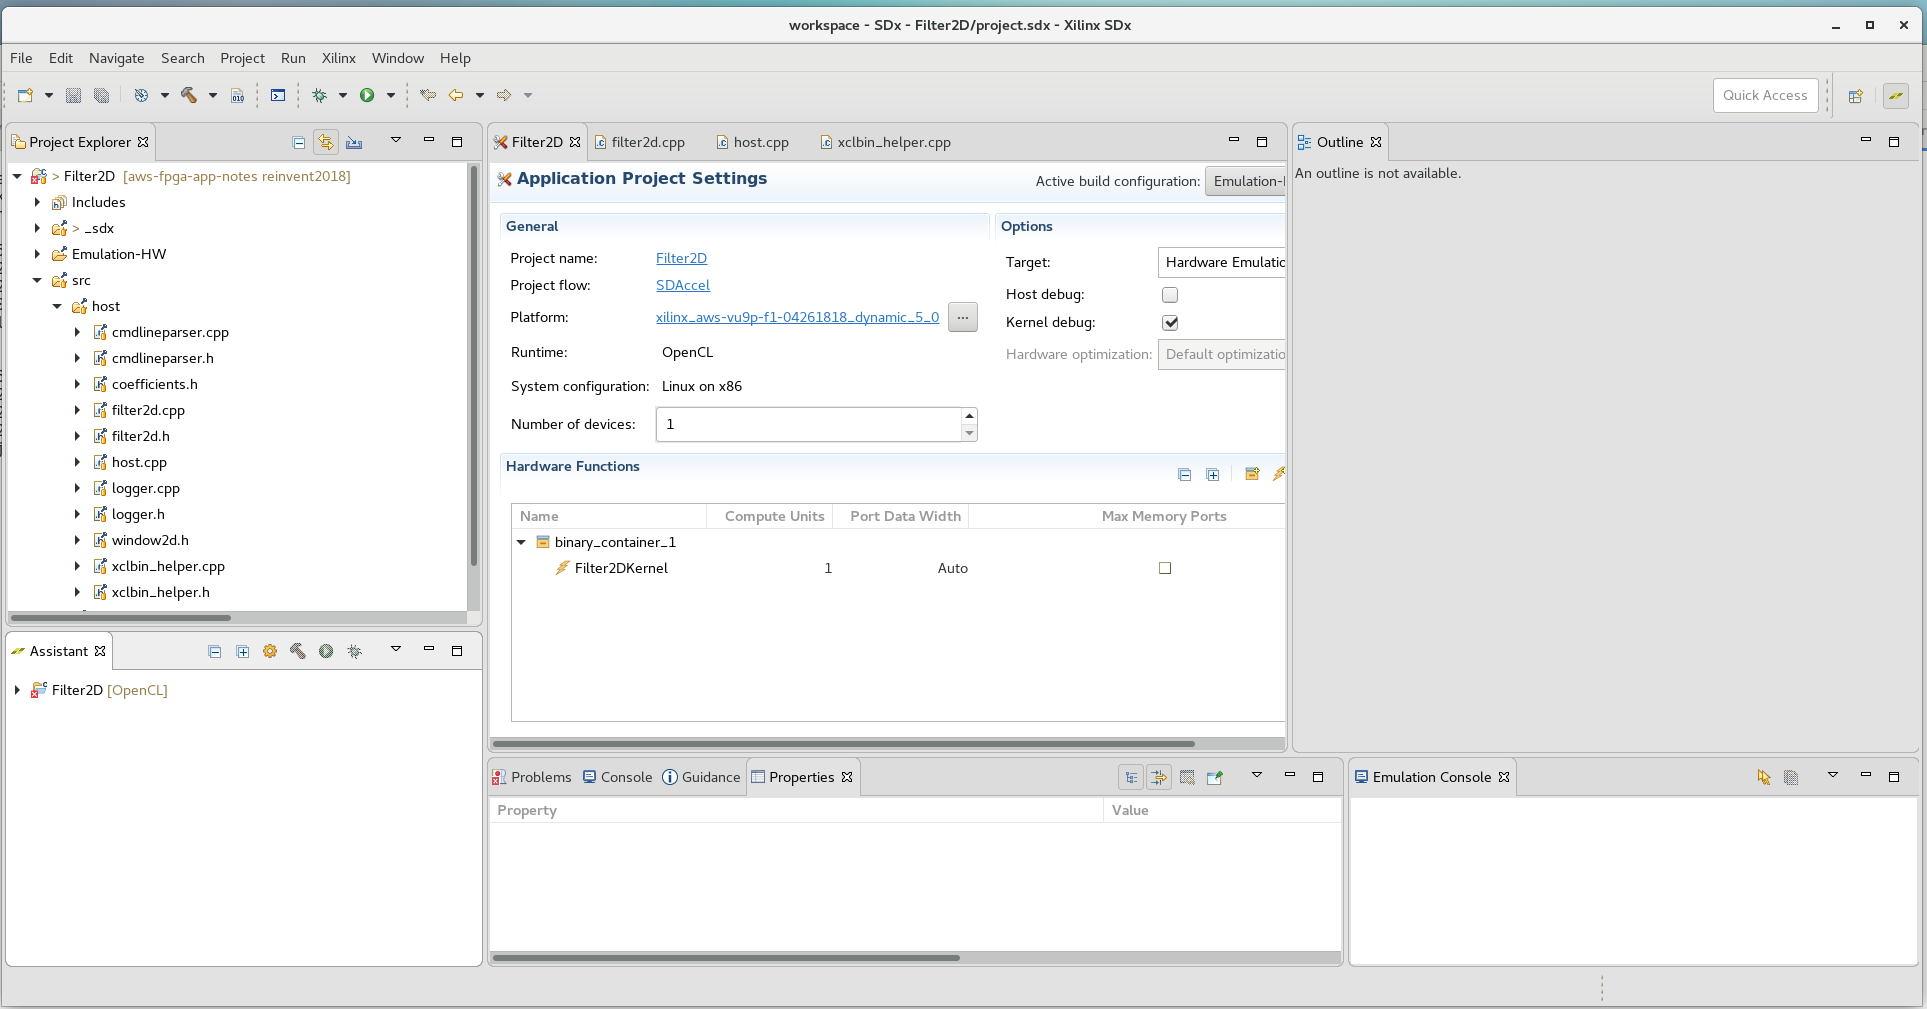 workspace - SDx - Filter2D/project.sdx - Xilinx SDx
File Edit Navigate Search Project Run Xilinx Window Help
Quick Access
Project Explorer
> Filter2D [aws-fpga-app-notes reinvent2018]
Includes
> _sdx
Emulation-HW
src
host
cmdlineparser.cpp
cmdlineparser.h
coefficients.h
filter2d.cpp
filter2d.h
host.cpp
logger.cpp
logger.h
window2d.h
xclbin_helper.cpp
xclbin_helper.h
Assistant
Filter2D [OpenCL]
Filter2D filter2d.cpp host.cpp xclbin_helper.cpp
Application Project Settings
Active build configuration: Emulation-
General
Project name: Filter2D
Project flow: SDAccel
Platform: xilinx_aws-vu9p-f1-04261818_dynamic_5_0 ...
Runtime: OpenCL
System configuration: Linux on x86
Number of devices: 1
Options
Target: Hardware Emulatio
Host debug:
Kernel debug:
Hardware optimization: Default optimizatio
Hardware Functions
Name Compute Units Port Data Width Max Memory Ports
binary_container_1
Filter2DKernel 1 Auto
Outline
An outline is not available.
Problems Console Guidance Properties
Property Value
Emulation Console